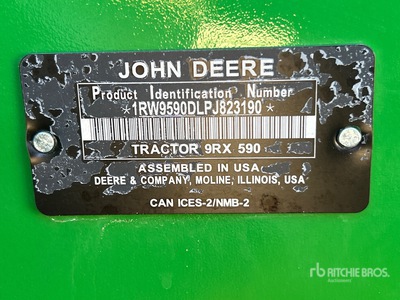 JOHN DEERE
Product Identification Number
*1RW9590DLPJ823190*
TRACTOR 9RX 590
ASSEMBLED IN USA
DEERE & COMPANY, MOLINE, ILLINOIS, USA
CAN ICES-2/NMB-2
rb RITCHIE BROS.
Auctioneers